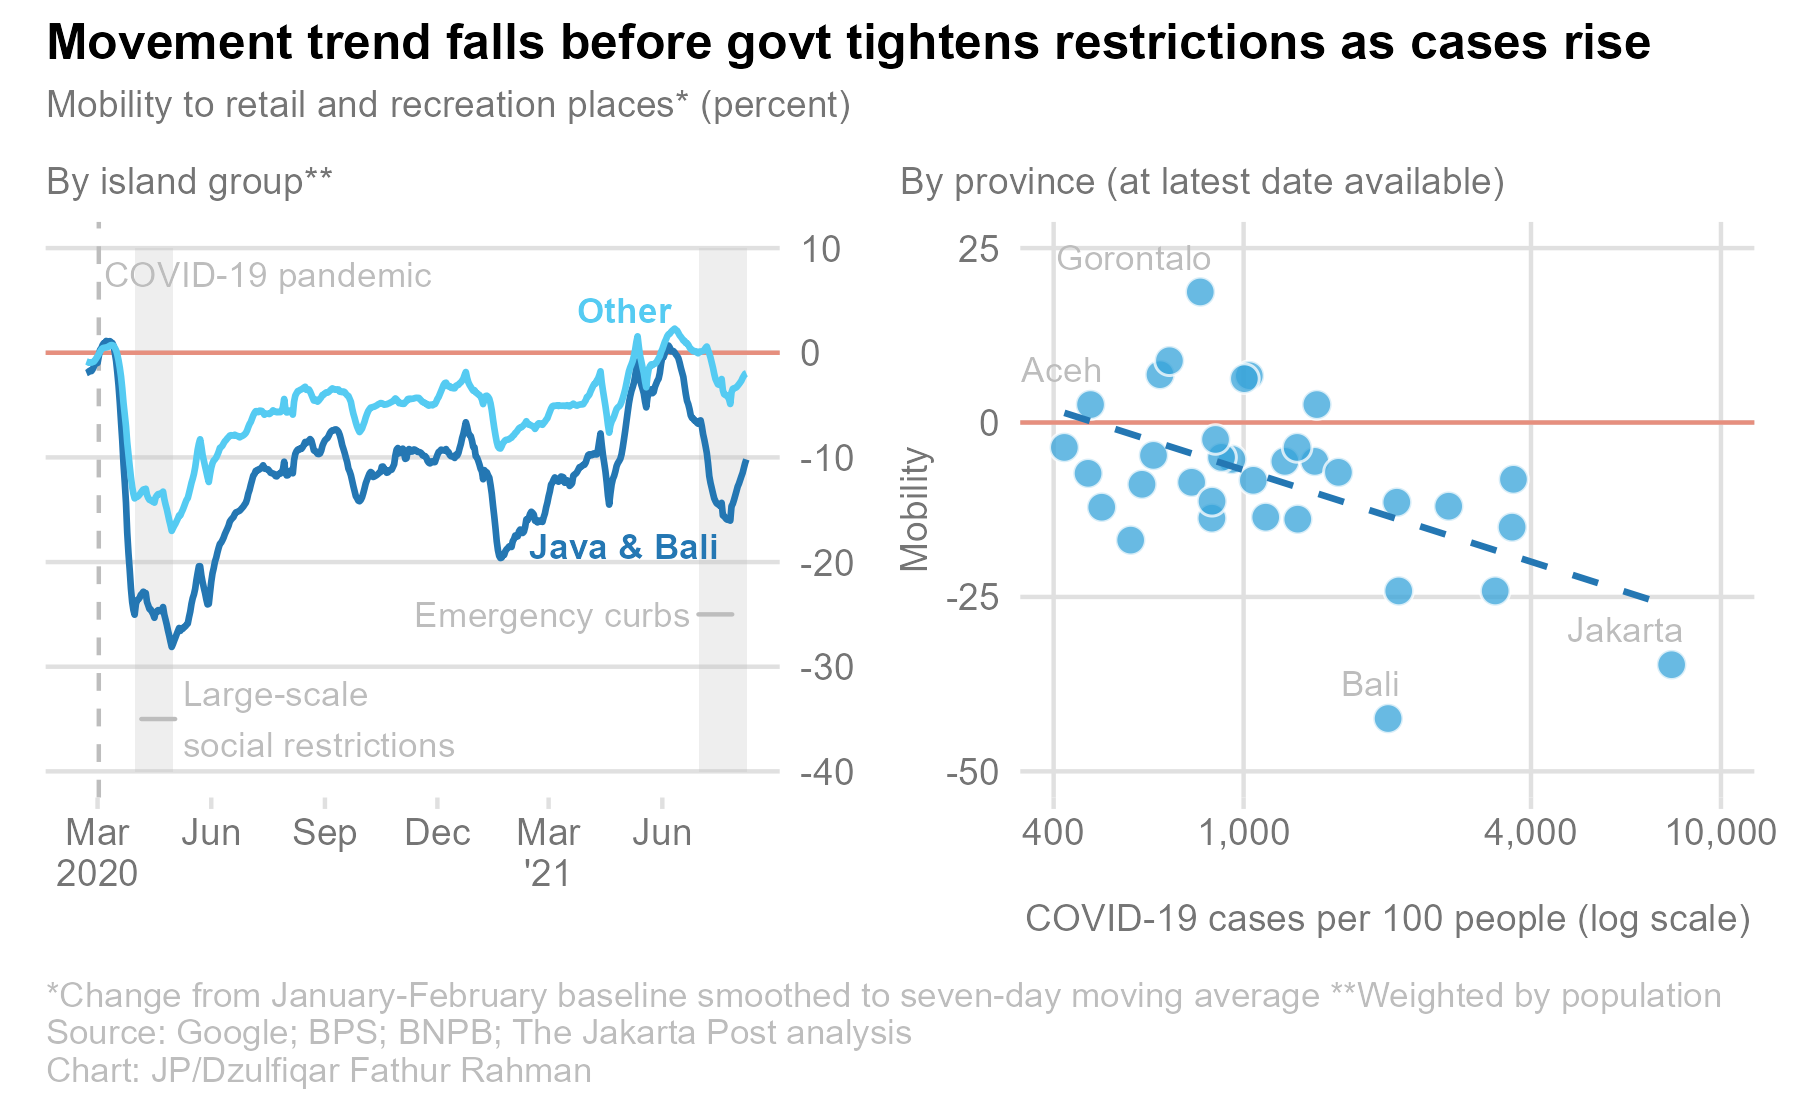 Movement trend falls before govt tightens restrictions as cases rise
Mobility to retail and recreation places* (percent)
By island group**
10
0
-10
-20
-30
-40
COVID-19 pandemic
Other
Java & Bali
Emergency curbs
Large-scale
social restrictions
Mar
2020
Jun
Sep
Dec
Mar
'21
Jun
By province (at latest date available)
25
0
-25
-50
Mobility
Gorontalo
Aceh
Jakarta
Bali
400
1,000
4,000
10,000
COVID-19 cases per 100 people (log scale)
*Change from January-February baseline smoothed to seven-day moving average **Weighted by population
Source: Google; BPS; BNPB; The Jakarta Post analysis
Chart: JP/Dzulfiqar Fathur Rahman